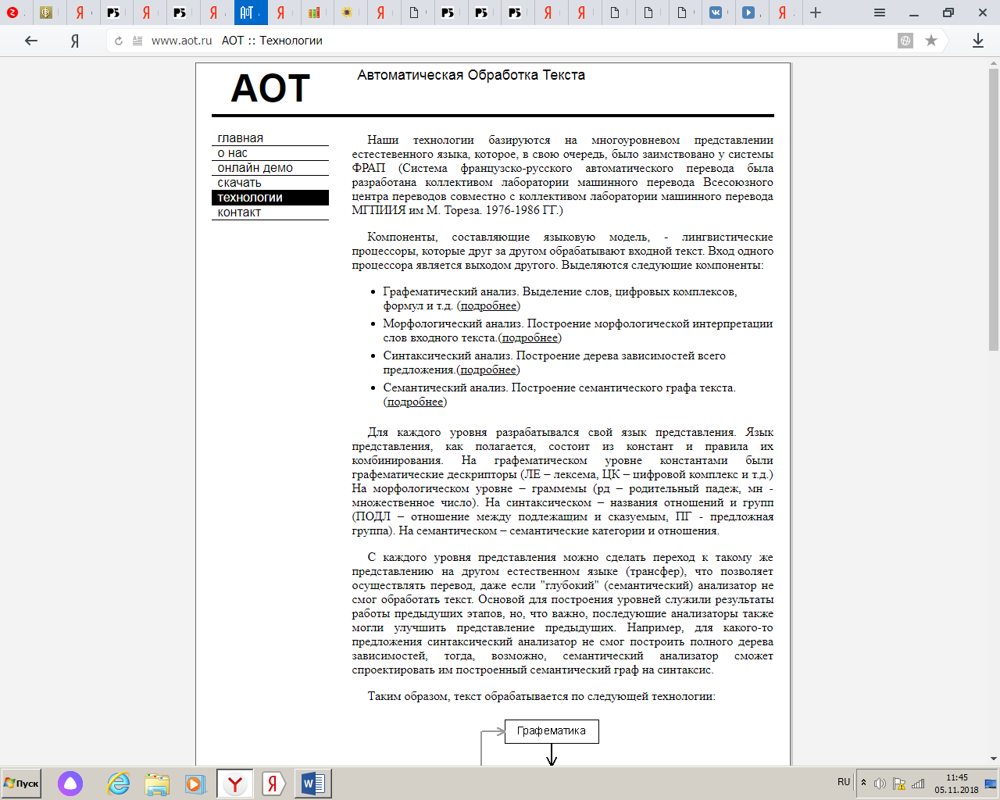 www.aot.ru АОТ :: Технологии
АОТ
Автоматическая Обработка Текста
главная
о нас
онлайн демо
скачать
технологии
контакт
Наши технологии базируются на многоуровневом представлении
естестевенного языка, которое, в свою очередь, было заимствовано у системы
ФРАП (Система французско-русского автоматического перевода была
разработана коллективом лаборатории машинного перевода Всесоюзного
центра переводов совместно с коллективом лаборатории машинного перевода
МГПИИЯ им М. Тореза. 1976-1986 ГГ.)
Компоненты, составляющие языковую модель, - лингвистические
процессоры, которые друг за другом обрабатывают входной текст. Вход одного
процессора является выходом другого. Выделяются следующие компоненты:
Графематический анализ. Выделение слов, цифровых комплексов,
формул и т.д. (подробнее)
Морфологический анализ. Построение морфологической интерпретации
слов входного текста.(подробнее)
Синтаксический анализ. Построение дерева зависимостей всего
предложения.(подробнее)
Семантический анализ. Построение семантического графа текста.
(подробнее)
Для каждого уровня разрабатывался свой язык представления. Язык
представления, как полагается, состоит из констант и правила их
комбинирования. На графематическом уровне константами были
графематические дескрипторы (ЛЕ – лексема, ЦК – цифровой комплекс и т.д.)
На морфологическом уровне – граммемы (рд – родительный падеж, мн -
множественное число). На синтаксическом – названия отношений и групп
(ПОДЛ – отношение между подлежащим и сказуемым, ПГ - предложная
группа). На семантическом – семантические категории и отношения.
С каждого уровня представления можно сделать переход к такому же
представлению на другом естественном языке (трансфер), что позволяет
осуществлять перевод, даже если "глубокий" (семантический) анализатор не
смог обработать текст. Основой для построения уровней служили результаты
работы предыдущих этапов, но, что важно, последующие анализаторы также
могли улучшить представление предыдущих. Например, для какого-то
предложения синтаксический анализатор не смог построить полного дерева
зависимостей, тогда, возможно, семантический анализатор сможет
спроектировать им построенный семантический граф на синтаксис.
Таким образом, текст обрабатывается по следующей технологии:
Графематика
Пуск
RU
11:45
05.11.2018